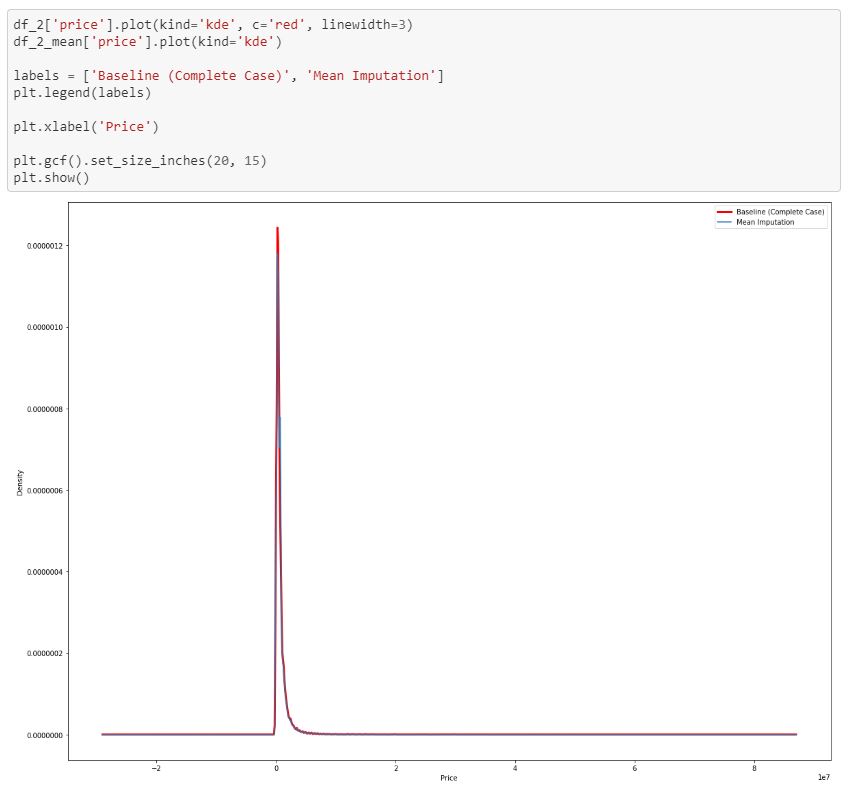 df_2['price'].plot(kind='kde', c='red', linewidth=3)
df_2_mean['price'].plot(kind='kde')
labels = ['Baseline (Complete Case)', 'Mean Imputation']
plt.legend(labels)
plt.xlabel('Price')
plt.gcf().set_size_inches(20, 15)
plt.show()
Baseline (Complete Case)
Mean Imputation
0.0000012
0.0000010
0.0000008
0.0000006
0.0000004
0.0000002
0.0000000
Density
−2 0 2 4 6 8
1e7
Price